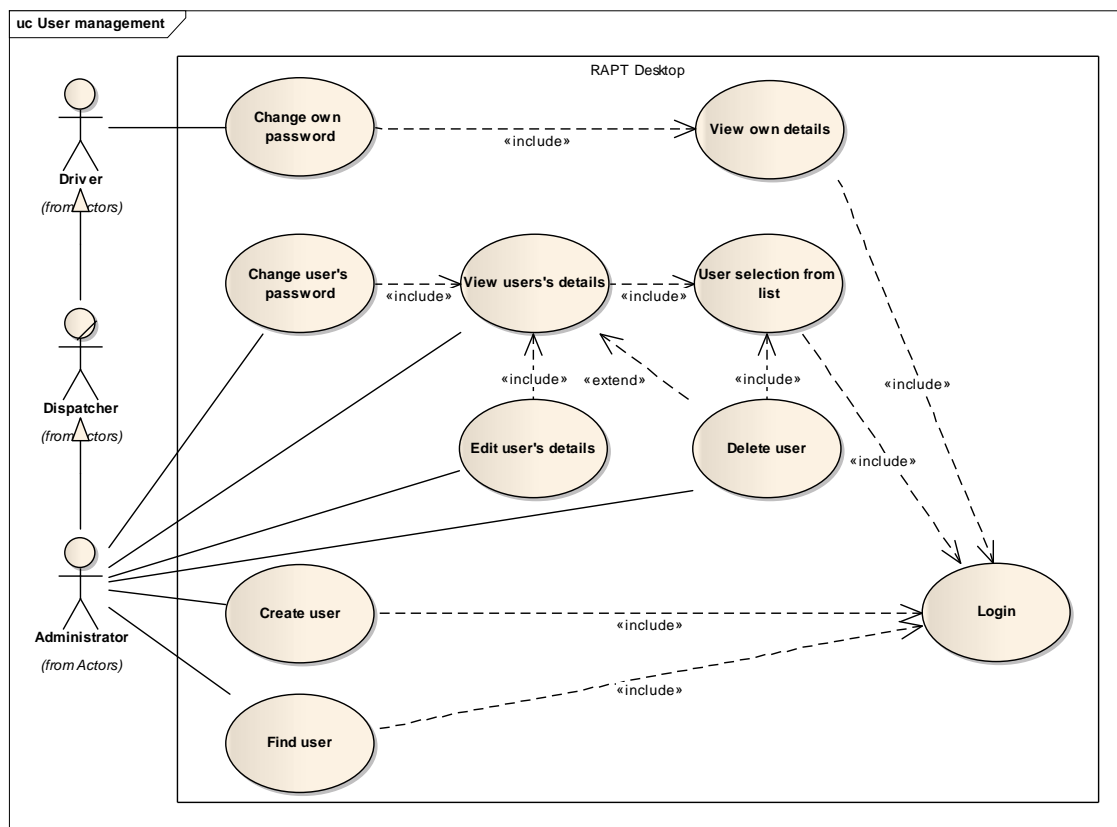 uc User management
RAPT Desktop
Driver
(from Actors)
Change own
password
«include»
View own details
Change user's
password
«include»
View users's details
«include»
User selection from
list
«include»
Dispatcher
(from Actors)
«include»
«extend»
«include»
Edit user's details
Delete user
«include»
Administrator
(from Actors)
Create user
«include»
Login
«include»
Find user